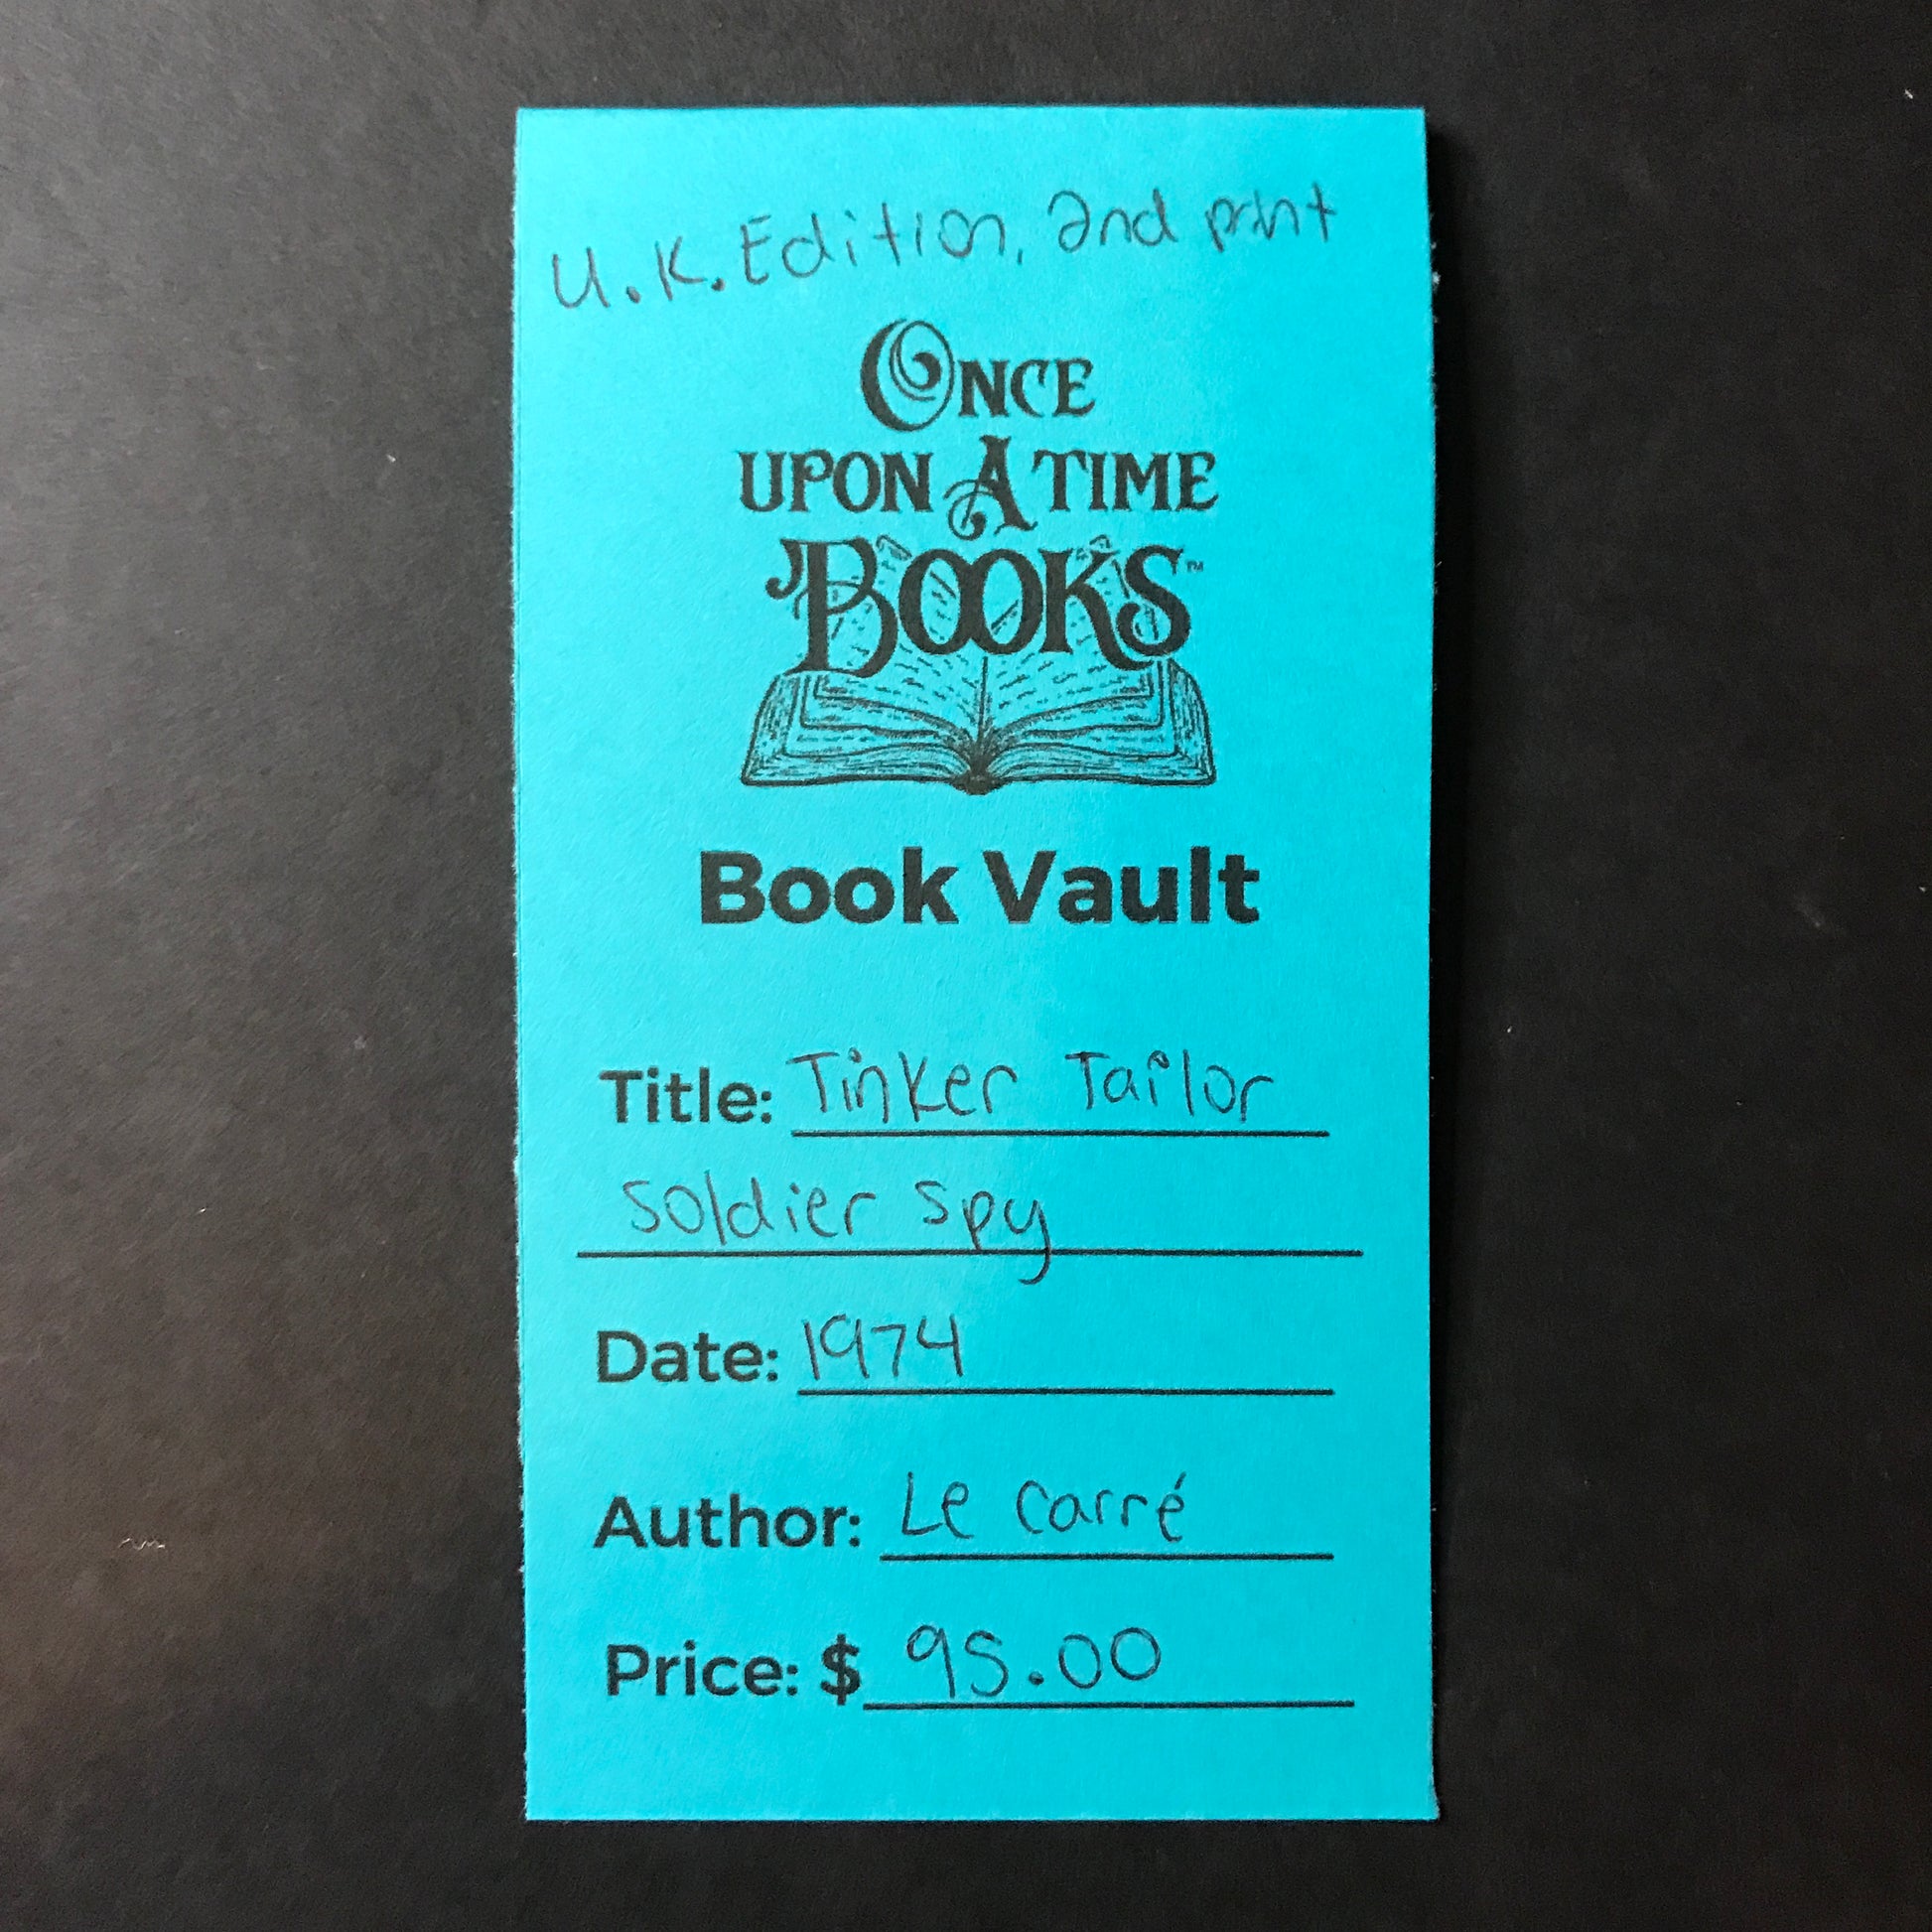 U.K. Edition, 2nd print
ONCE
UPON A TIME
BOOKS™
Book Vault
Title: Tinker Tailor
Soldier Spy
Date: 1974
Author: Le Carré
Price: $ 95.00